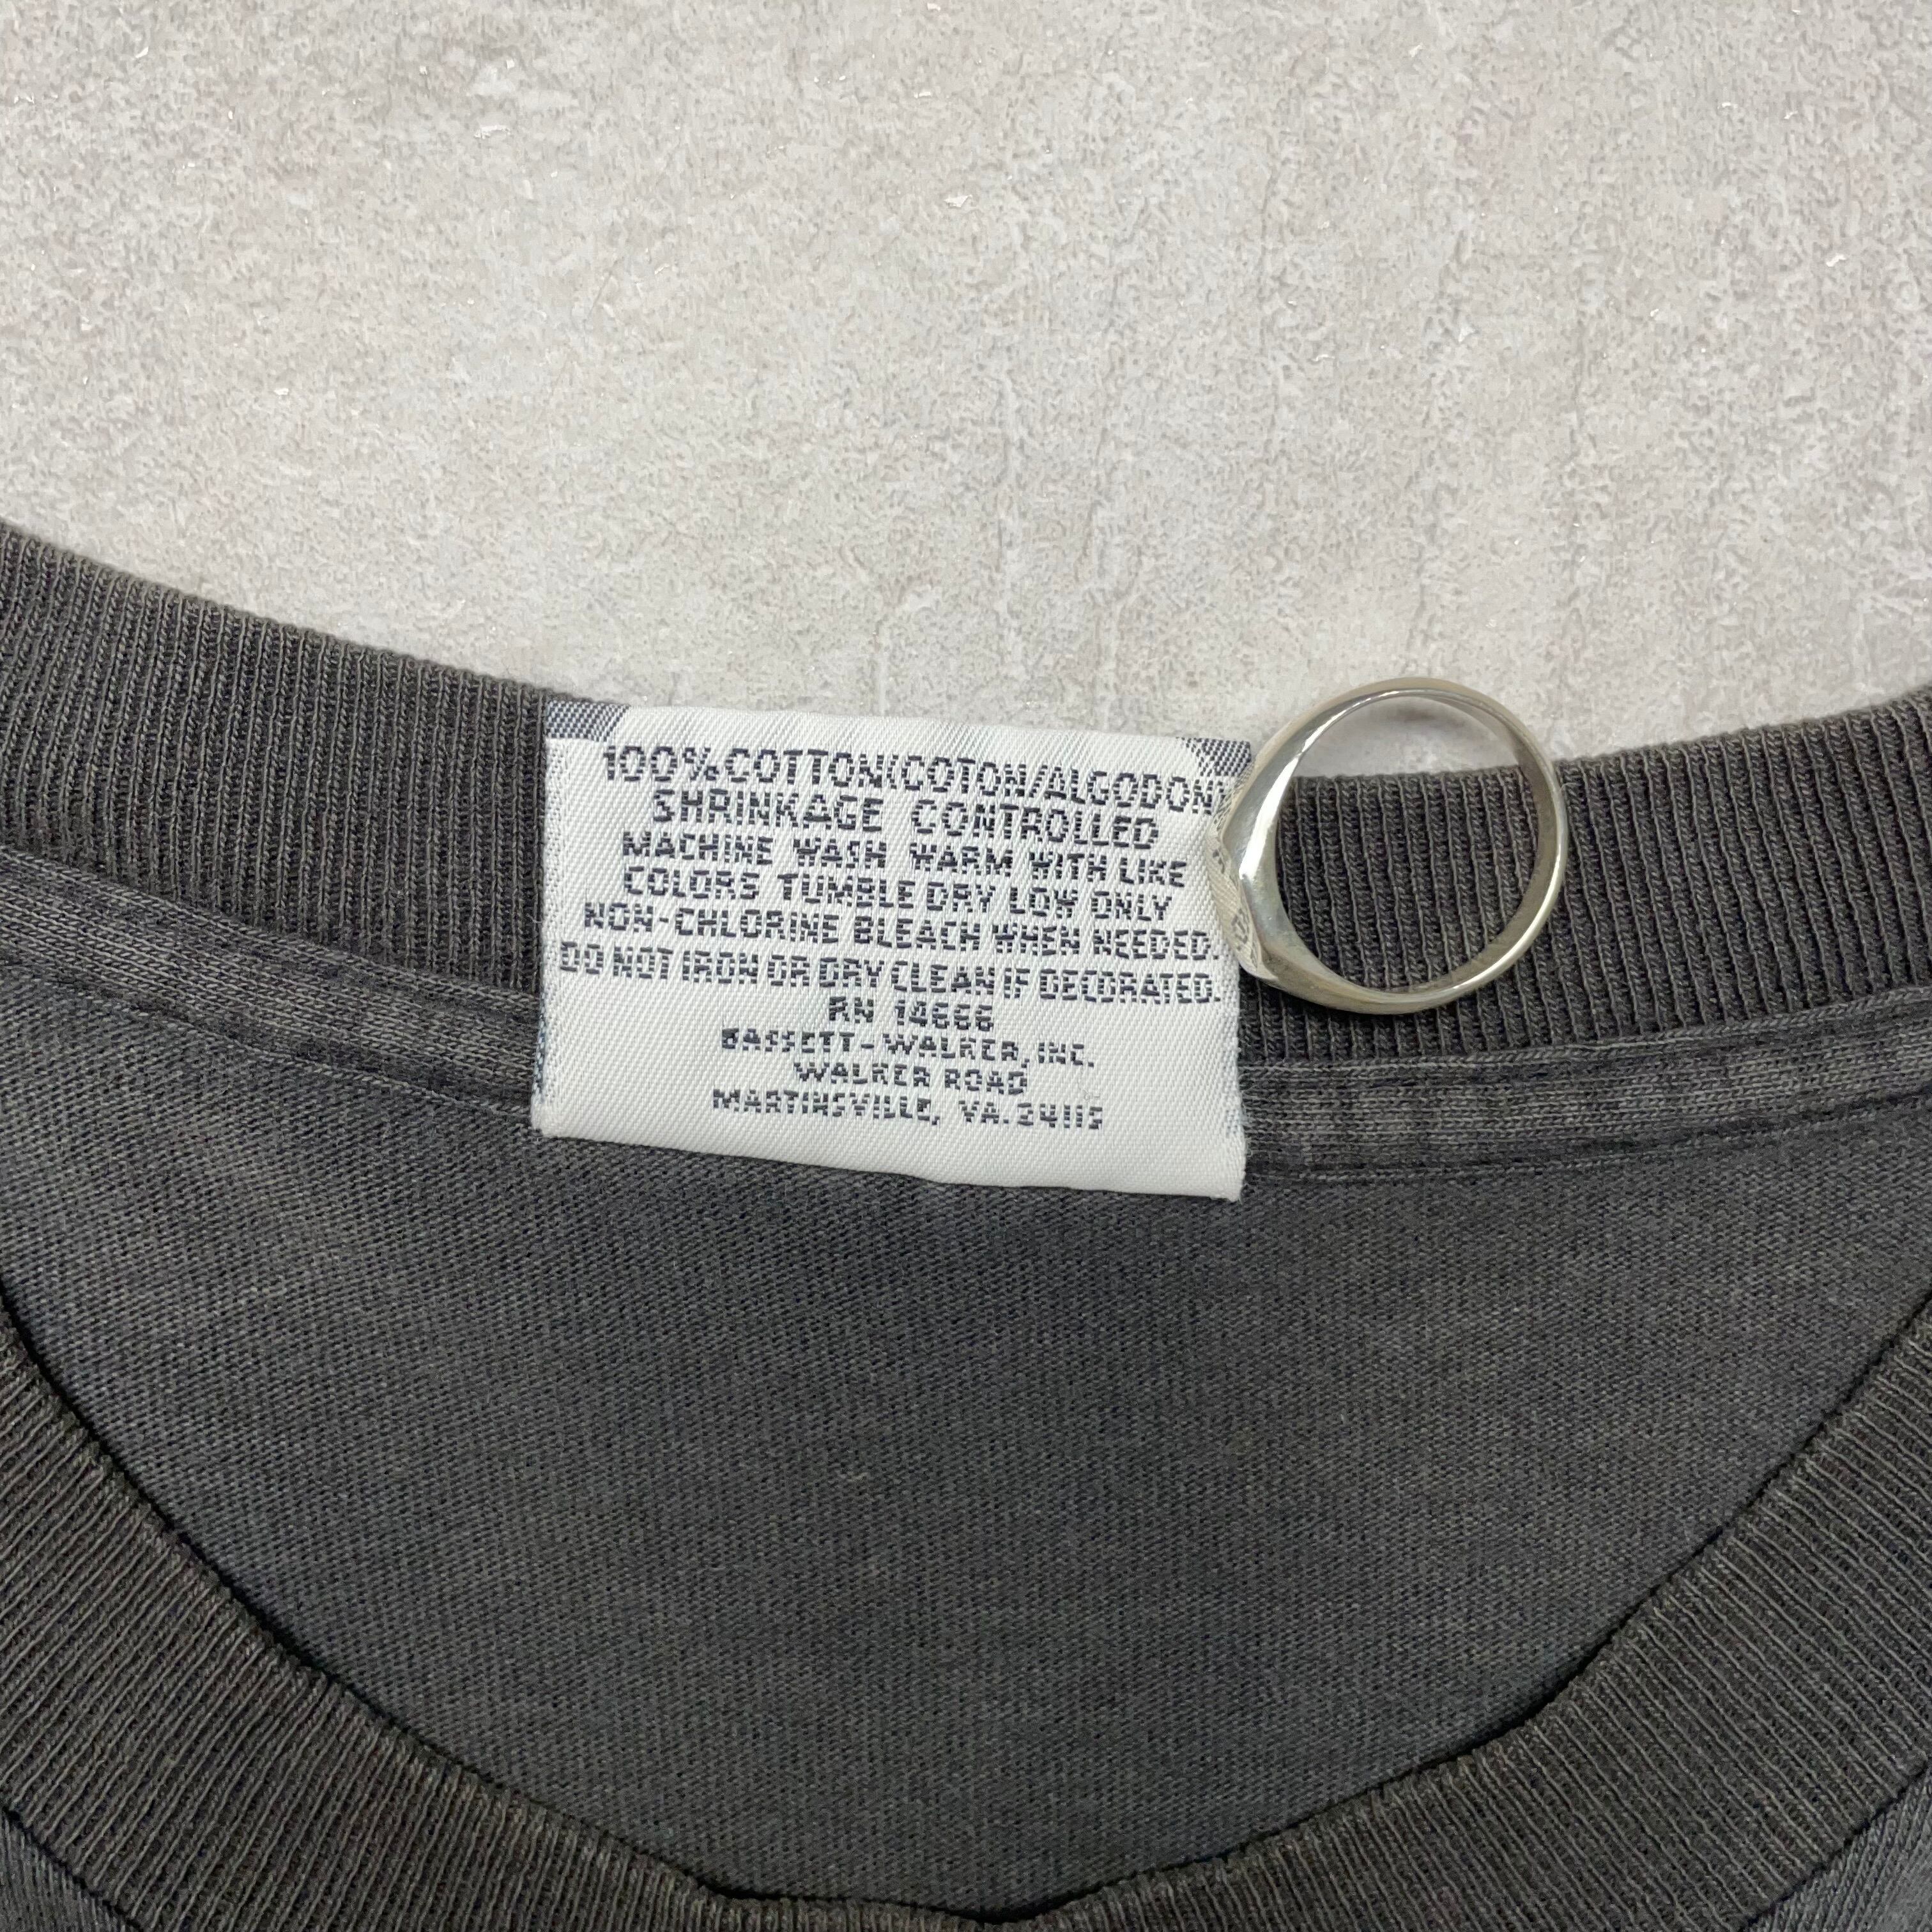 100% COTTON(COTON/ALGODON)
SHRINKAGE CONTROLLED
MACHINE WASH WARM WITH LIKE
COLORS TUMBLE DRY LOW ONLY
NON-CHLORINE BLEACH WHEN NEEDED.
DO NOT IRON OR DRY CLEAN IF DECORATED.
RN 14666
BASSETT-WALKER, INC.
WALKER ROAD
MARTINSVILLE, VA. 24115